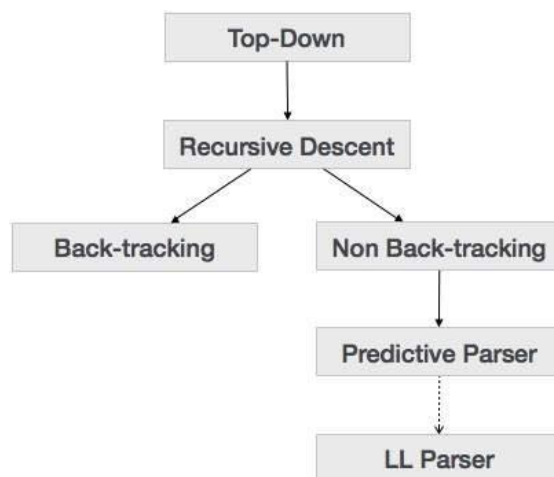 Top-Down
Recursive Descent
Back-tracking
Non Back-tracking
Predictive Parser
LL Parser